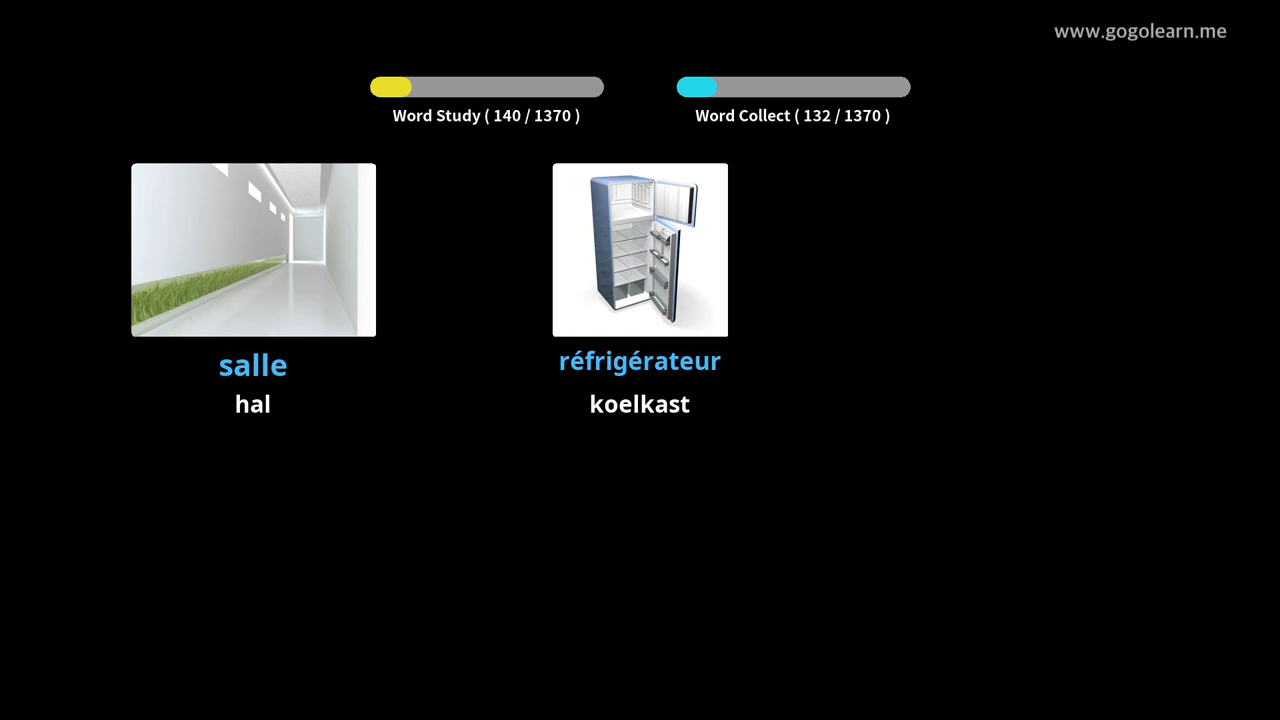 www.gogolearn.me
Word Study ( 140 / 1370 )
Word Collect ( 132 / 1370 )
salle
hal
réfrigérateur
koelkast